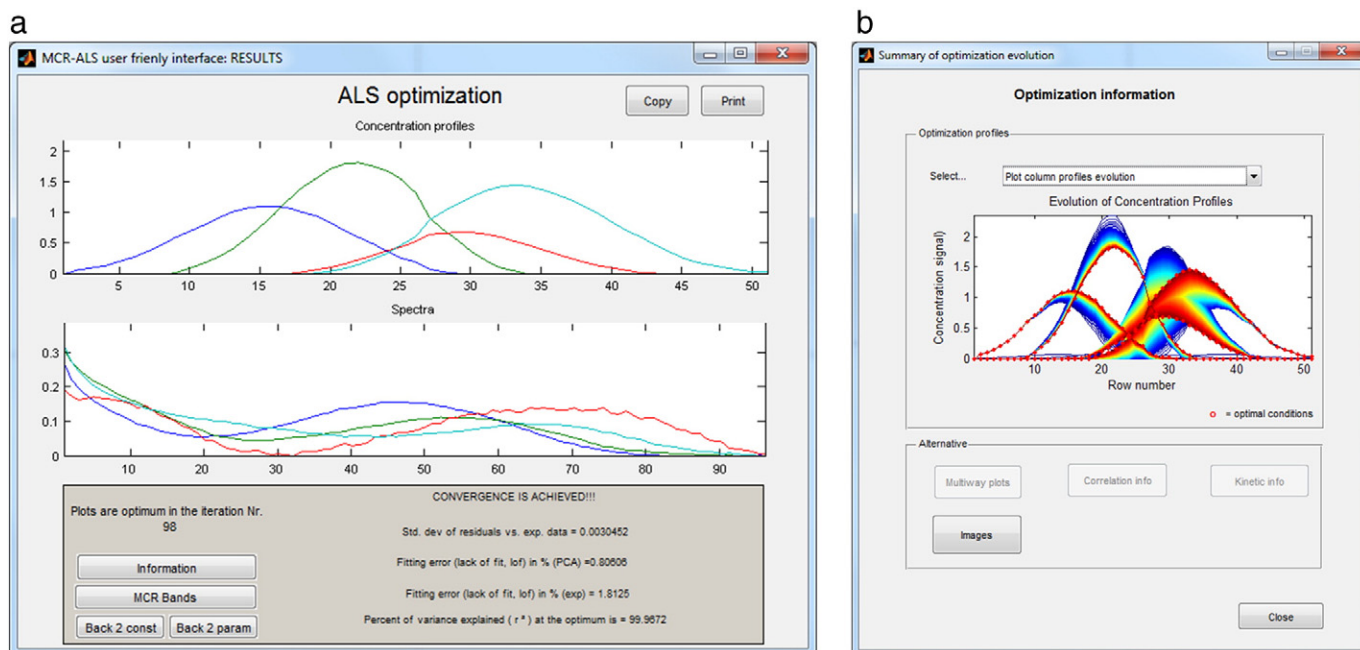 a
MCR-ALS user frienly interface: RESULTS
ALS optimization
Copy
Print
Concentration profiles
2
1.5
1
0.5
0
5 10 15 20 25 30 35 40 45 50
Spectra
0.3
0.2
0.1
0
10 20 30 40 50 60 70 80 90
Plots are optimum in the iteration Nr.
98
Information
MCR Bands
Back 2 const
Back 2 param
CONVERGENCE IS ACHIEVED!!!
Std. dev of residuals vs. exp. data = 0.0030452
Fitting error (lack of fit, lof) in % (PCA) =0.80606
Fitting error (lack of fit, lof) in % (exp) = 1.8125
Percent of variance explained ( r ² ) at the optimum is = 99.9672
b
Summary of optimization evolution
Optimization information
Optimization profiles
Select...
Plot column profiles evolution
Evolution of Concentration Profiles
Concentration signal)
2
1.5
1
0.5
0
10 20 30 40 50
Row number
= optimal conditions
Alternative
Multiway plots
Correlation info
Kinetic info
Images
Close